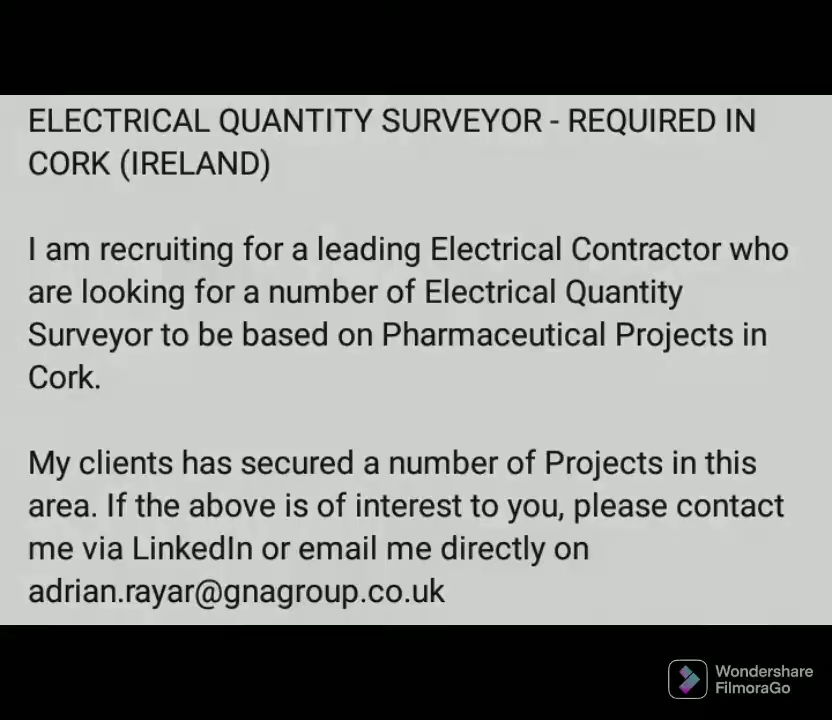 ELECTRICAL QUANTITY SURVEYOR - REQUIRED IN
CORK (IRELAND)
I am recruiting for a leading Electrical Contractor who
are looking for a number of Electrical Quantity
Surveyor to be based on Pharmaceutical Projects in
Cork.
My clients has secured a number of Projects in this
area. If the above is of interest to you, please contact
me via LinkedIn or email me directly on
adrian.rayar@gnagroup.co.uk
Wondershare
FilmoraGo